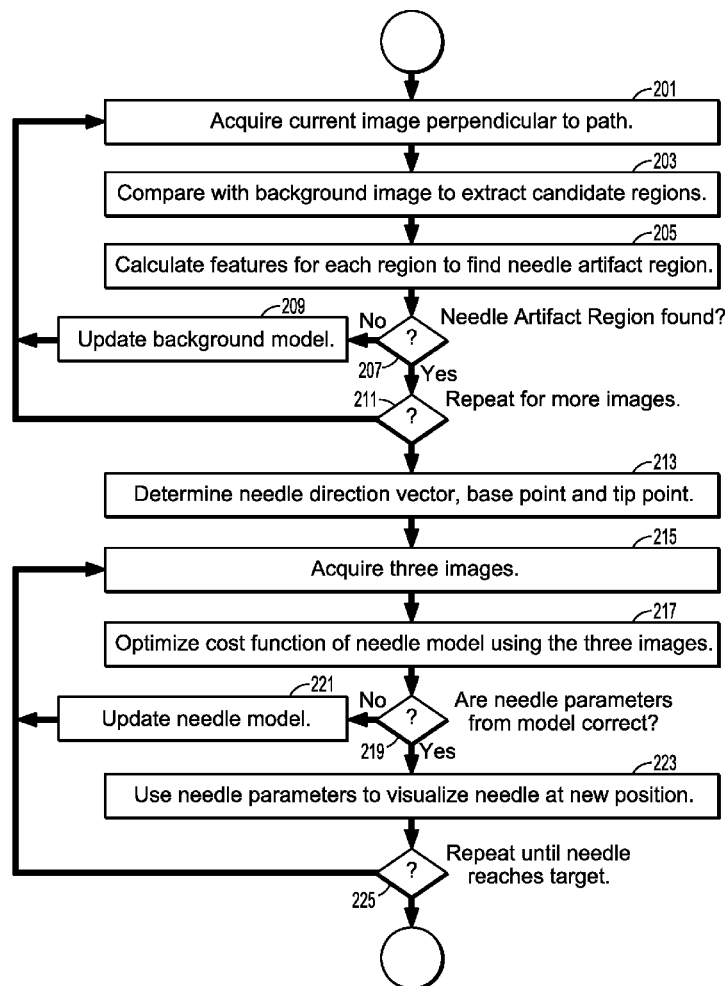 201
Acquire current image perpendicular to path.
203
Compare with background image to extract candidate regions.
205
Calculate features for each region to find needle artifact region.
209
Update background model.
No
?
Needle Artifact Region found?
207
Yes
211
?
Repeat for more images.
213
Determine needle direction vector, base point and tip point.
215
Acquire three images.
217
Optimize cost function of needle model using the three images.
221
Update needle model.
No
?
Are needle parameters
from model correct?
219
Yes
223
Use needle parameters to visualize needle at new position.
?
Repeat until needle
reaches target.
225